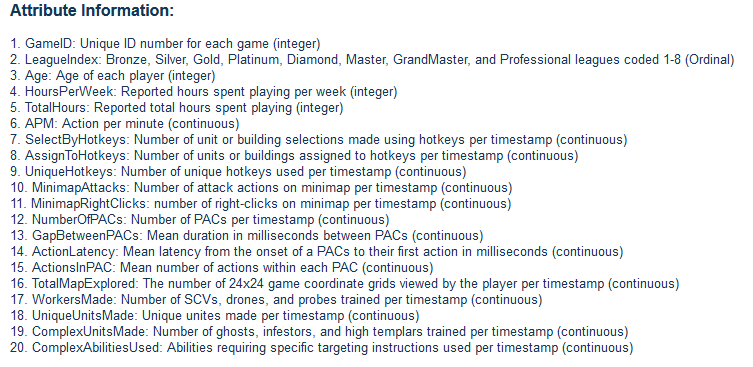 Attribute Information:
1. GameID: Unique ID number for each game (integer)
2. LeagueIndex: Bronze, Silver, Gold, Platinum, Diamond, Master, GrandMaster, and Professional leagues coded 1-8 (Ordinal)
3. Age: Age of each player (integer)
4. HoursPerWeek: Reported hours spent playing per week (integer)
5. TotalHours: Reported total hours spent playing (integer)
6. APM: Action per minute (continuous)
7. SelectByHotkeys: Number of unit or building selections made using hotkeys per timestamp (continuous)
8. AssignToHotkeys: Number of units or buildings assigned to hotkeys per timestamp (continuous)
9. UniqueHotkeys: Number of unique hotkeys used per timestamp (continuous)
10. MinimapAttacks: Number of attack actions on minimap per timestamp (continuous)
11. MinimapRightClicks: number of right-clicks on minimap per timestamp (continuous)
12. NumberOfPACs: Number of PACs per timestamp (continuous)
13. GapBetweenPACs: Mean duration in milliseconds between PACs (continuous)
14. ActionLatency: Mean latency from the onset of a PACs to their first action in milliseconds (continuous)
15. ActionsInPAC: Mean number of actions within each PAC (continuous)
16. TotalMapExplored: The number of 24x24 game coordinate grids viewed by the player per timestamp (continuous)
17. WorkersMade: Number of SCVs, drones, and probes trained per timestamp (continuous)
18. UniqueUnitsMade: Unique unites made per timestamp (continuous)
19. ComplexUnitsMade: Number of ghosts, infestors, and high templars trained per timestamp (continuous)
20. ComplexAbilitiesUsed: Abilities requiring specific targeting instructions used per timestamp (continuous)